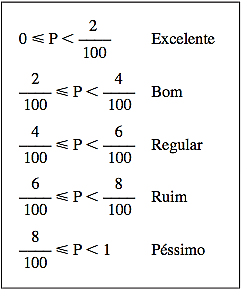 0 ⩽ P < 2/100 Excelente
2/100 ⩽ P < 4/100 Bom
4/100 ⩽ P < 6/100 Regular
6/100 ⩽ P < 8/100 Ruim
8/100 ⩽ P < 1 Péssimo